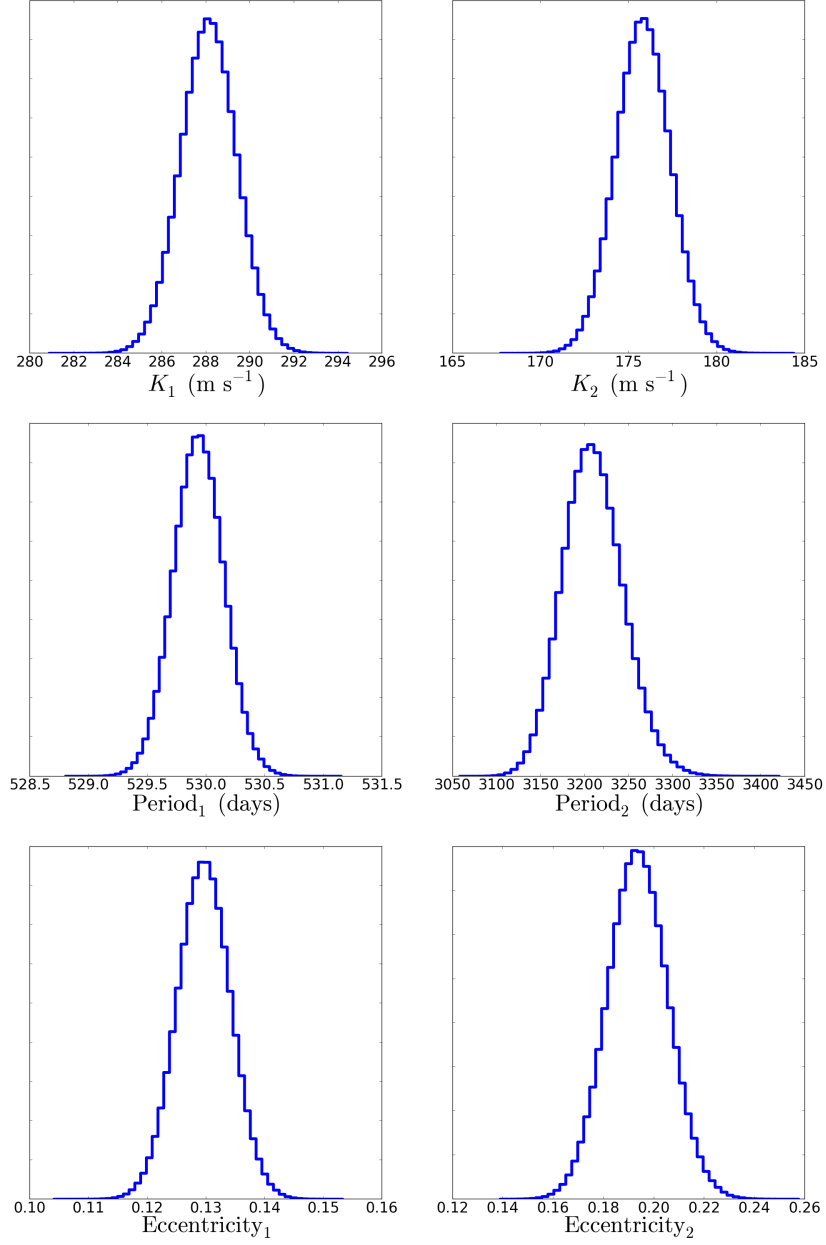 280 282 284 286 288 290 292 294 296
K₁ (m s⁻¹)
165 170 175 180 185
K₂ (m s⁻¹)
528.5 529.0 529.5 530.0 530.5 531.0 531.5
Period₁ (days)
3050 3100 3150 3200 3250 3300 3350 3400 3450
Period₂ (days)
0.10 0.11 0.12 0.13 0.14 0.15 0.16
Eccentricity₁
0.12 0.14 0.16 0.18 0.20 0.22 0.24 0.26
Eccentricity₂